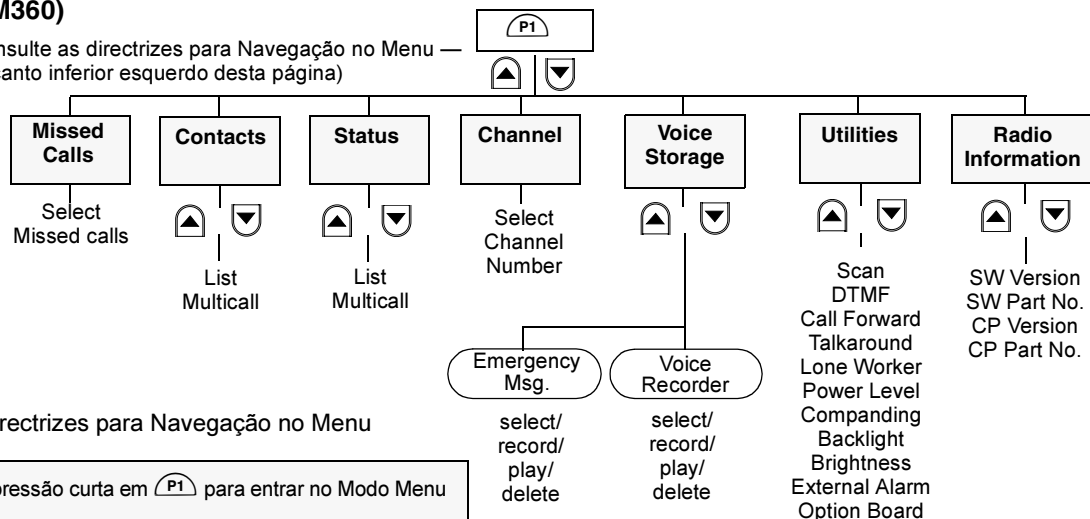 M360)
nsulte as directrizes para Navegação no Menu —
anto inferior esquerdo desta página)
P1
Missed Calls
Contacts
Status
Channel
Voice Storage
Utilities
Radio Information
Select
Missed calls
List
Multicall
List
Multicall
Select
Channel
Number
Emergency
Msg.
select/
record/
play/
delete
Voice
Recorder
select/
record/
play/
delete
Scan
DTMF
Call Forward
Talkaround
Lone Worker
Power Level
Companding
Backlight
Brightness
External Alarm
Option Board
SW Version
SW Part No.
CP Version
CP Part No.
irectrizes para Navegação no Menu
pressão curta em P1 para entrar no Modo Menu